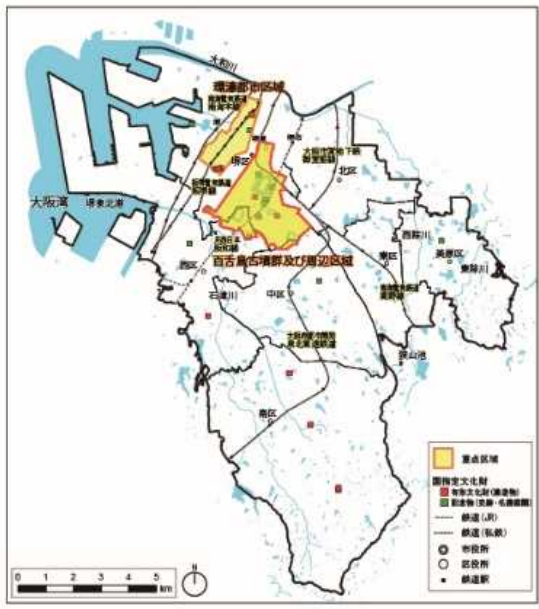 大和川
環濠都市区域
堺区
北区
大阪湾
堺泉北港
西除川
美原区
東除川
東区
西区
百舌鳥古墳群及び周辺区域
石津川
中区
狭山池
南区
重点区域
国指定文化財
有形文化財(建造物)
記念物(史跡・名勝庭園)
鉄道(JR)
鉄道(私鉄)
市役所
区役所
鉄道駅
0 1 2 3 4 5
km
N